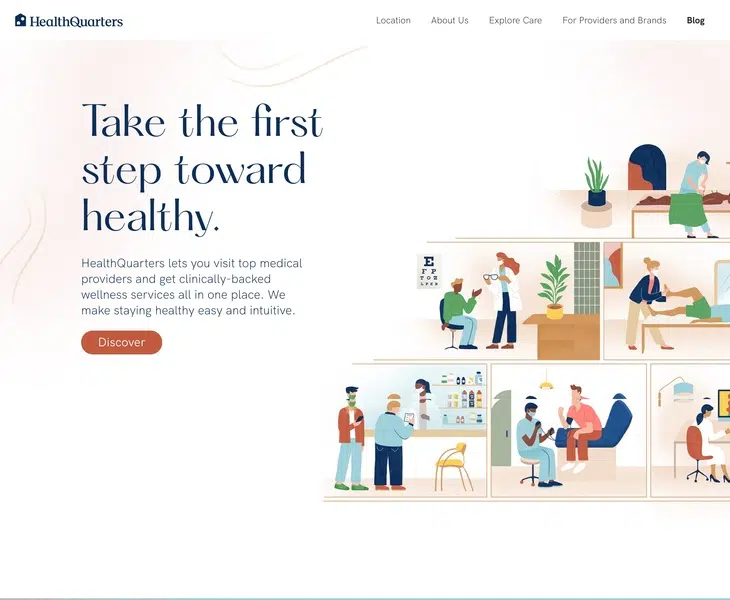 HealthQuarters
Location About Us Explore Care For Providers and Brands Blog
Take the first
step toward
healthy.
HealthQuarters lets you visit top medical
providers and get clinically-backed
wellness services all in one place. We
make staying healthy easy and intuitive.
Discover
E
F P
T O Z
L P E D